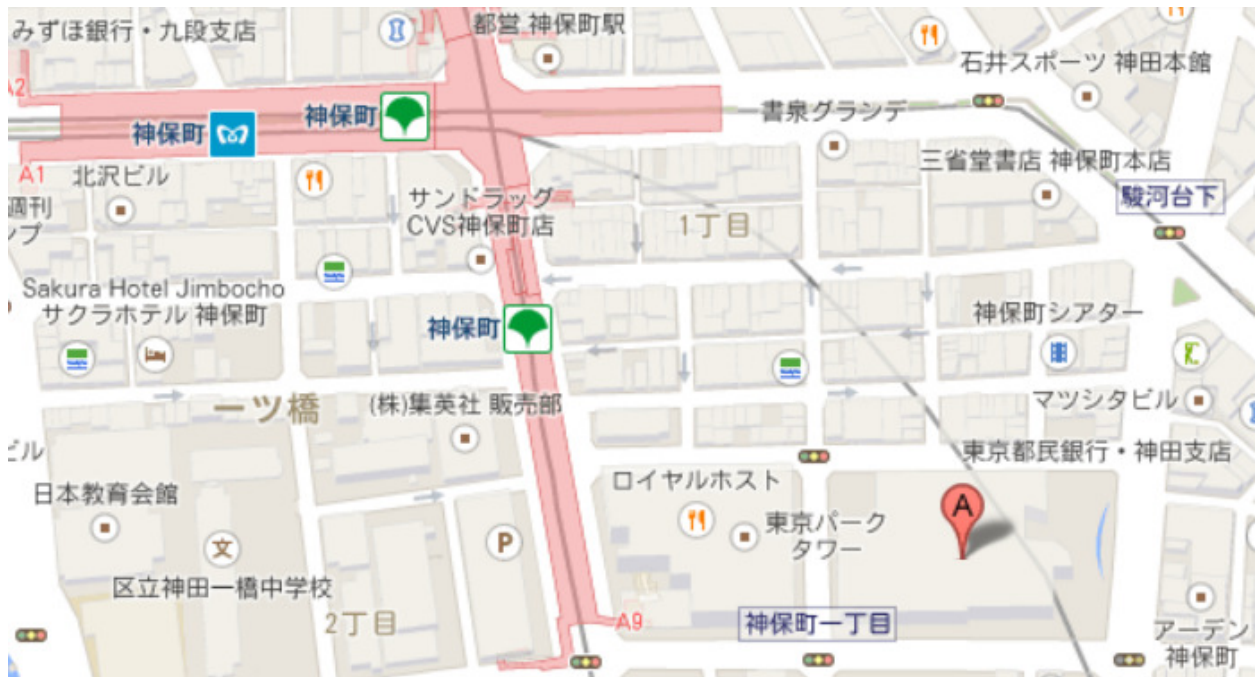 みずほ銀行・九段支店
都営 神保町駅
石井スポーツ 神田本館
A2
神保町
神保町
書泉グランデ
A1
北沢ビル
三省堂書店 神保町本店
週刊
ンプ
サンドラッグ
CVS神保町店
1丁目
駿河台下
Sakura Hotel Jimbocho
サクラホテル 神保町
神保町
神保町シアター
一ツ橋
(株)集英社 販売部
マツシタビル
ビル
東京都民銀行・神田支店
日本教育会館
ロイヤルホスト
A
P
東京パーク
タワー
文
区立神田一橋中学校
2丁目
A9
神保町一丁目
アーデン
神保町